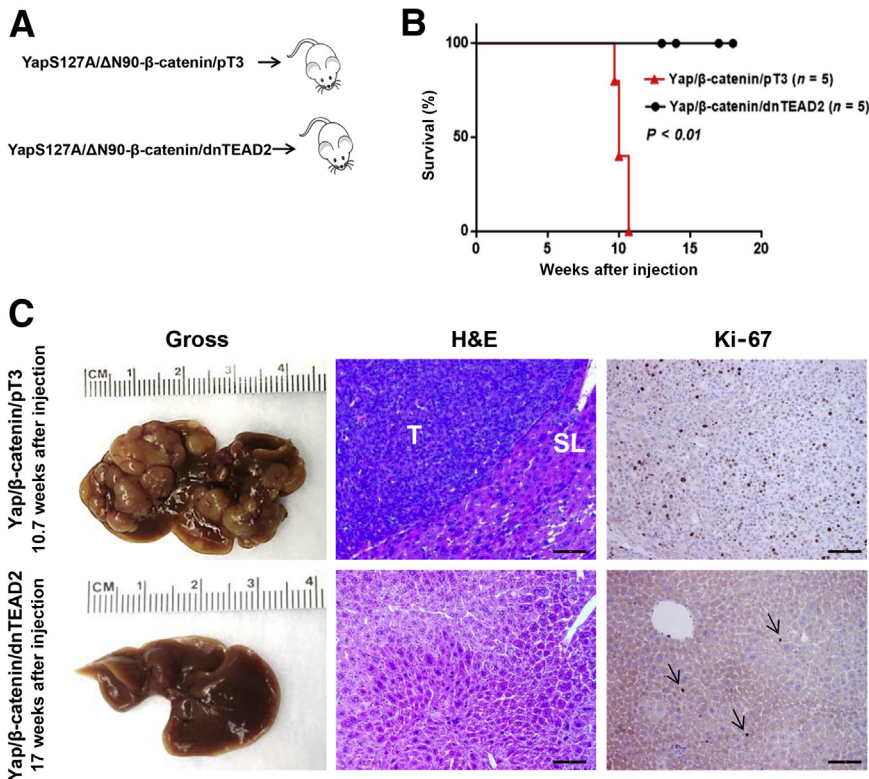 A
YapS127A/ΔN90-β-catenin/pT3
YapS127A/ΔN90-β-catenin/dnTEAD2
B
Survival (%)
100
50
0
0 5 10 15 20
Weeks after injection
Yap/β-catenin/pT3 (n = 5)
Yap/β-catenin/dnTEAD2 (n = 5)
P < 0.01
C
Gross H&E Ki-67
Yap/β-catenin/pT3
10.7 weeks after injection
CM 1 2 3 4
T
SL
Yap/β-catenin/dnTEAD2
17 weeks after injection
CM 1 2 3 4